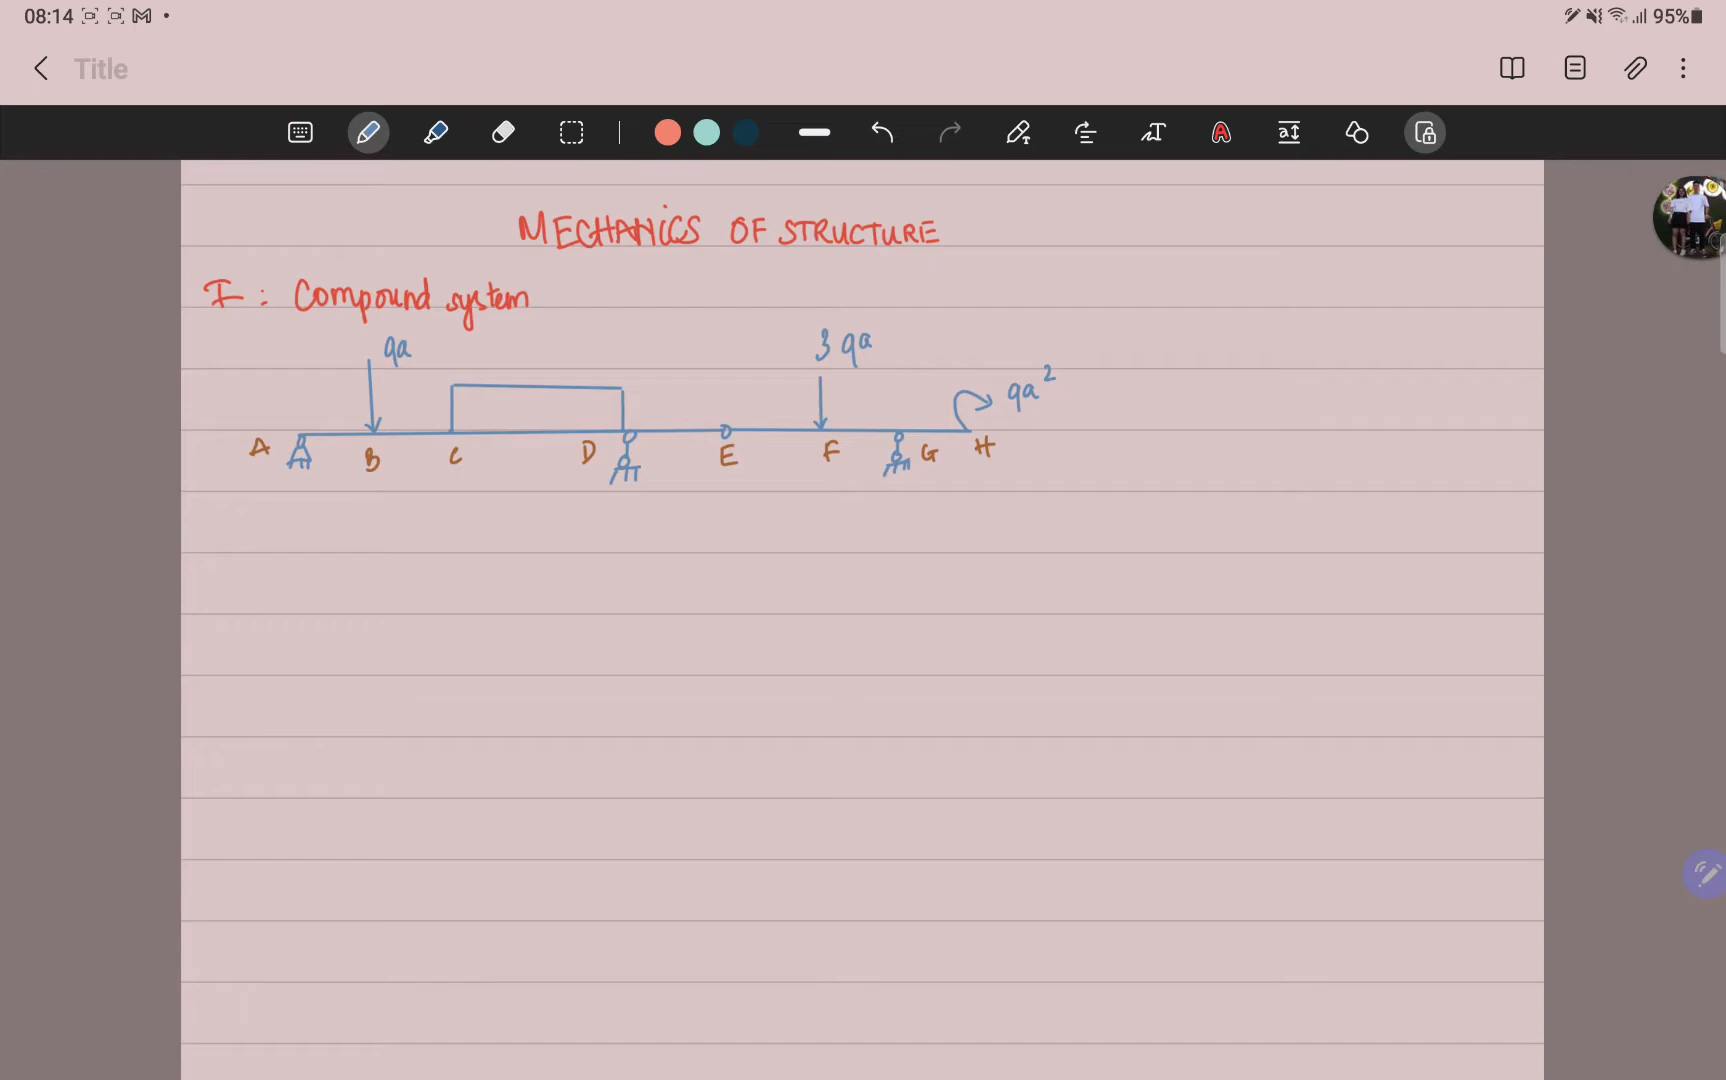 08:14
95%
Title
MECHANICS OF STRUCTURE
I : Compound system
qa
3 qa
qa²
A B C D E F G H